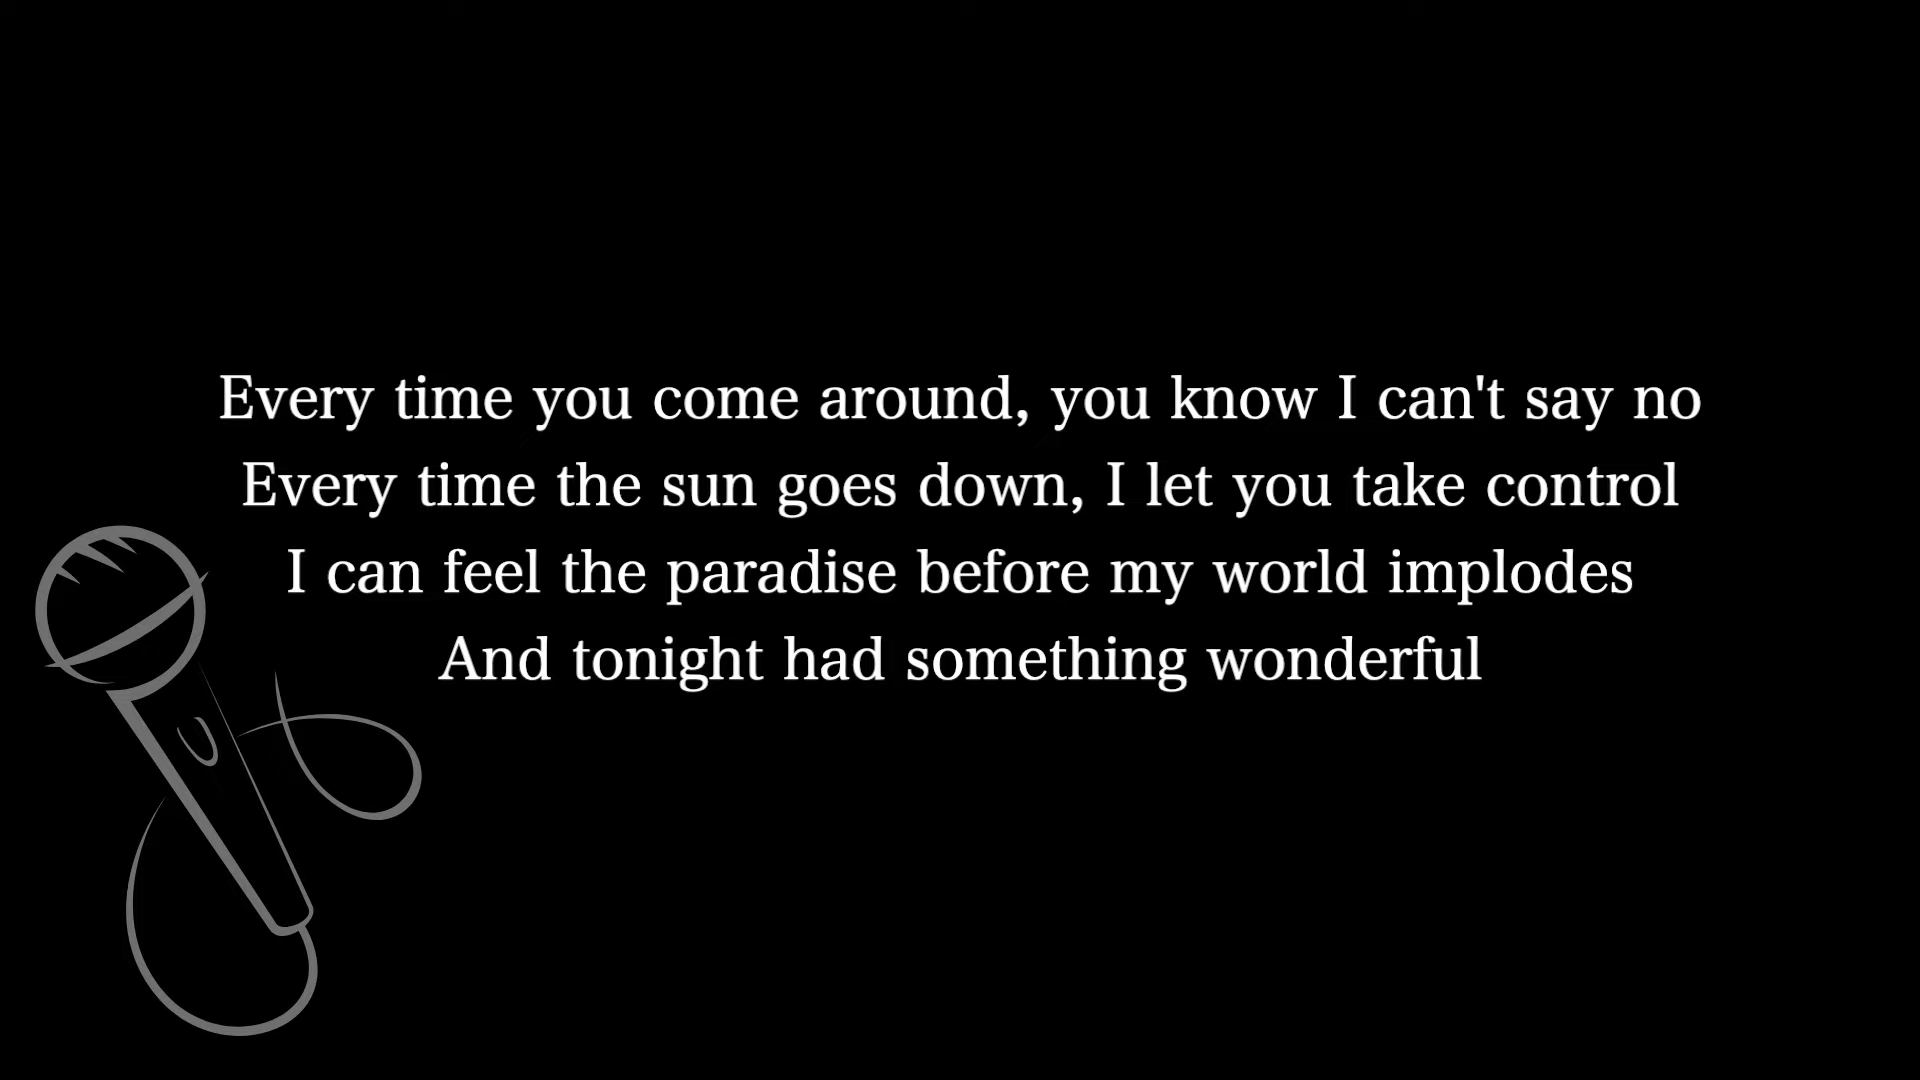 Every time you come around, you know I can't say no
Every time the sun goes down, I let you take control
I can feel the paradise before my world implodes
And tonight had something wonderful